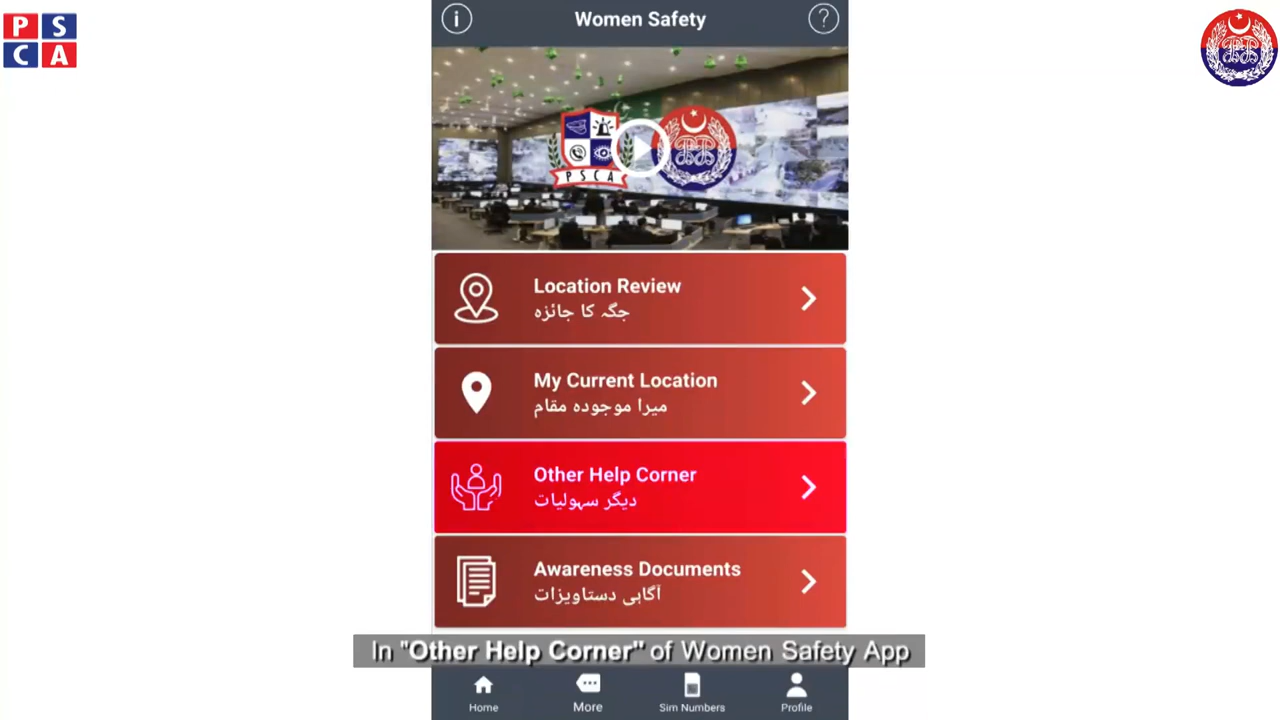 P S
C A
Women Safety
P S C A
Location Review
جگہ کا جائزہ
My Current Location
میرا موجودہ مقام
Other Help Corner
دیگر سہولیات
Awareness Documents
آگاہی دستاویزات
In "Other Help Corner" of Women Safety App
Home
More
Sim Numbers
Profile